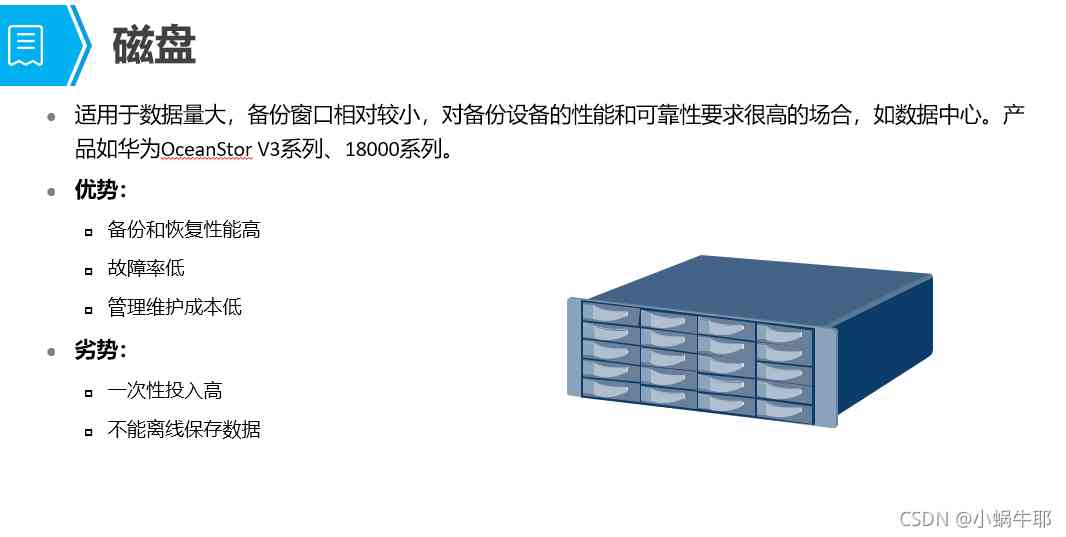 磁盘
适用于数据量大，备份窗口相对较小，对备份设备的性能和可靠性要求很高的场合，如数据中心。产
品如华为OceanStor V3系列、18000系列。
优势：
备份和恢复性能高
故障率低
管理维护成本低
劣势：
一次性投入高
不能离线保存数据
CSDN @小蜗牛耶